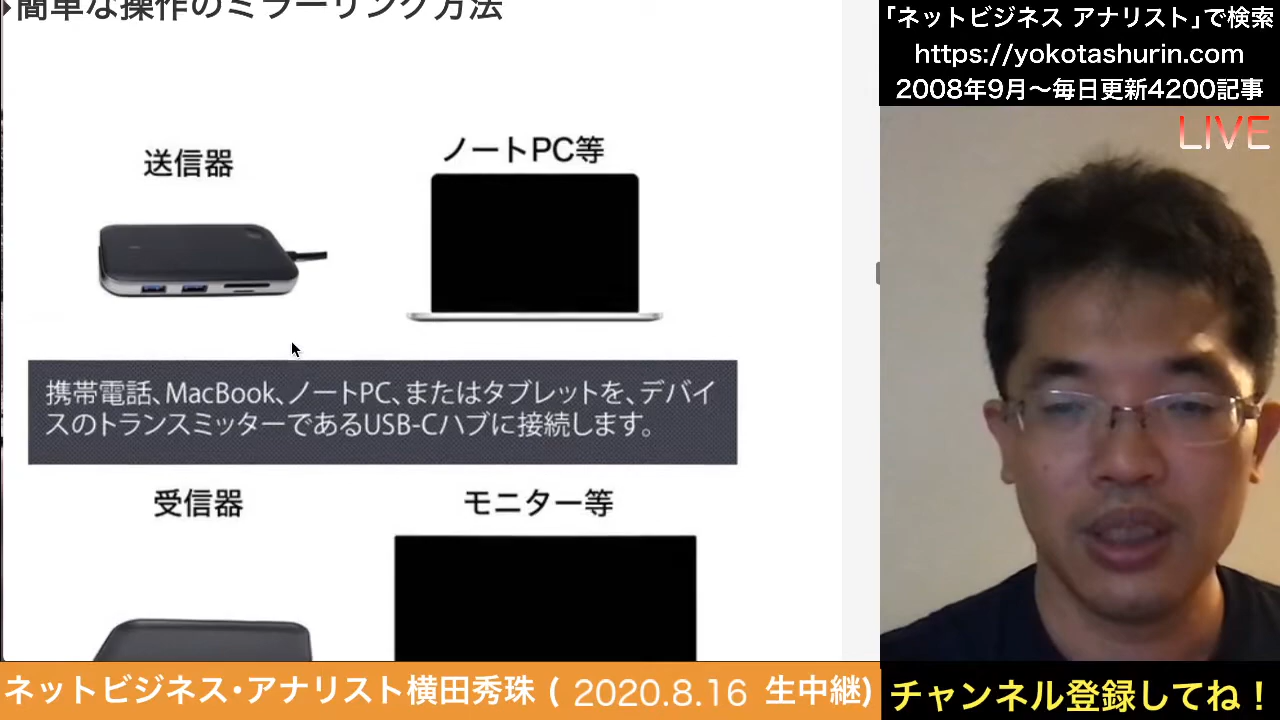 簡単な操作のミラーリング方法
送信器
ノートPC等
携帯電話、MacBook、ノートPC、またはタブレットを、デバイ
スのトランスミッターであるUSB-Cハブに接続します。
受信器
モニター等
「ネットビジネス アナリスト」で検索
https://yokotashurin.com
2008年9月〜毎日更新4200記事
LIVE
ネットビジネス・アナリスト横田秀珠 ( 2020.8.16 生中継)
チャンネル登録してね！